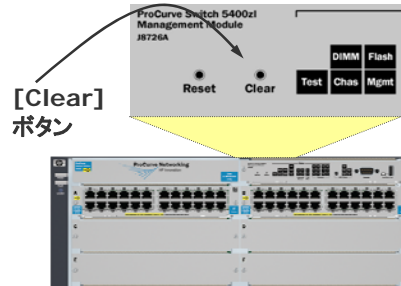 ProCurve Switch 5400zl
Management Module
J8726A
DIMM Flash
Reset Clear Test Chas Mgmt
[Clear]
ボタン
ProCurve Networking